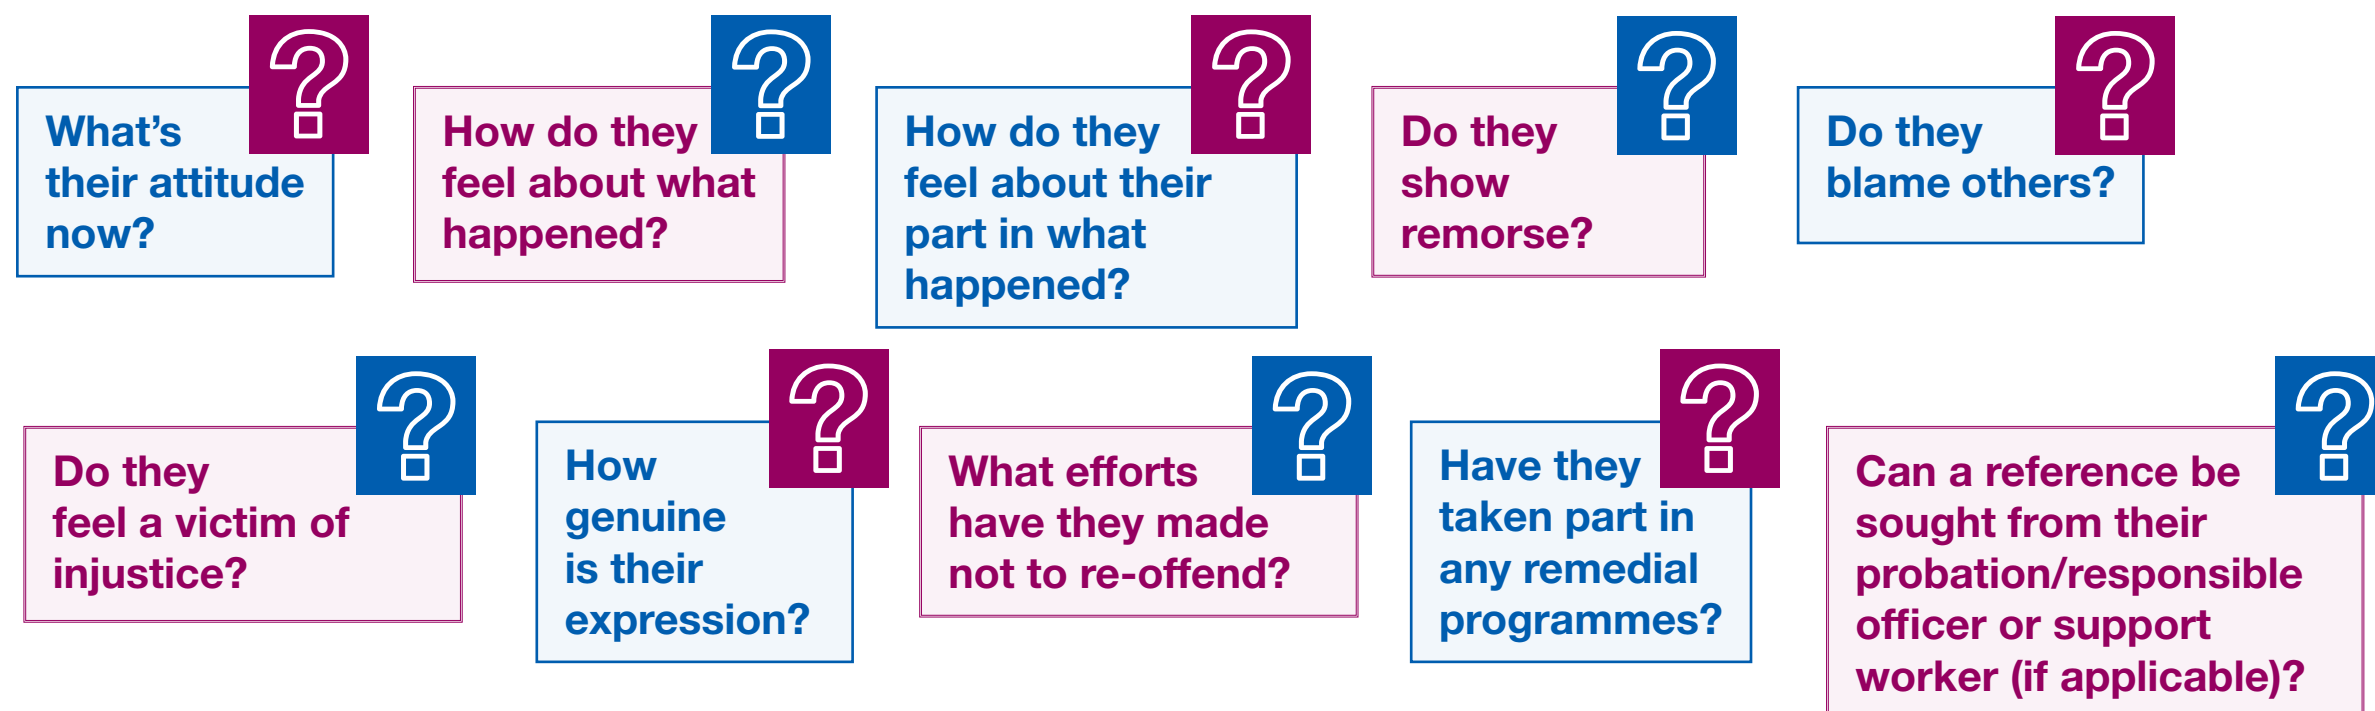 What’s
their attitude
now?
How do they
feel about what
happened?
How do they
feel about their
part in what
happened?
Do they
show
remorse?
Do they
blame others?
Do they
feel a victim of
injustice?
How
genuine
is their
expression?
What efforts
have they made
not to re-offend?
Have they
taken part in
any remedial
programmes?
Can a reference be
sought from their
probation/responsible
officer or support
worker (if applicable)?